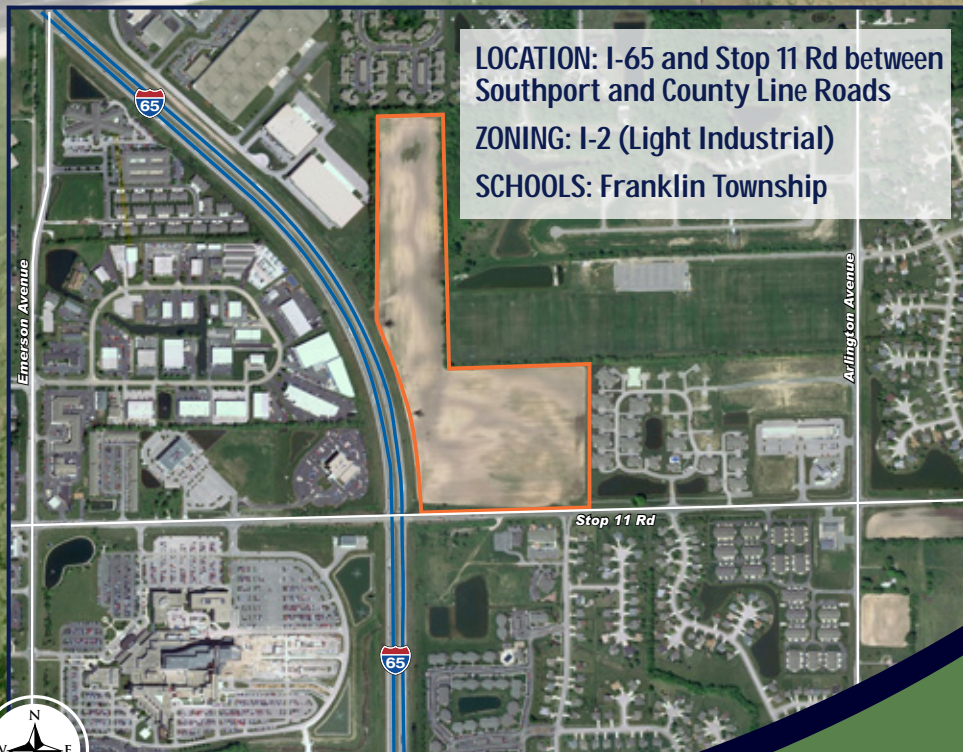 LOCATION: I-65 and Stop 11 Rd between
Southport and County Line Roads
ZONING: I-2 (Light Industrial)
SCHOOLS: Franklin Township
65
Emerson Avenue
Arlington Avenue
Stop 11 Rd
65
N
W E